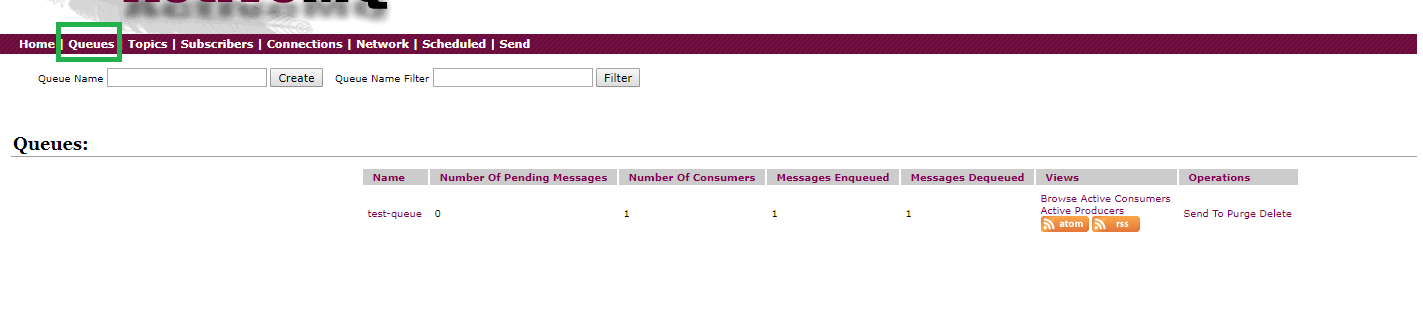 Home | Queues | Topics | Subscribers | Connections | Network | Scheduled | Send
Queue Name Create Queue Name Filter Filter
Queues:
Name Number Of Pending Messages Number Of Consumers Messages Enqueued Messages Dequeued Views Operations
test-queue 0 1 1 1 Browse Active Consumers
Active Producers
atom rss
Send To Purge Delete